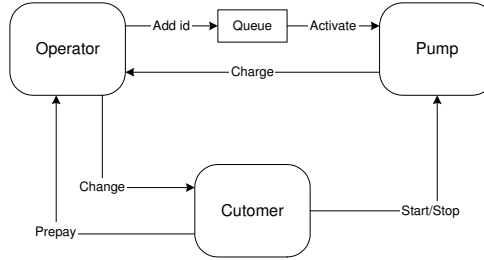 Operator
Add id
Queue
Activate
Pump
Charge
Change
Cutomer
Start/Stop
Prepay